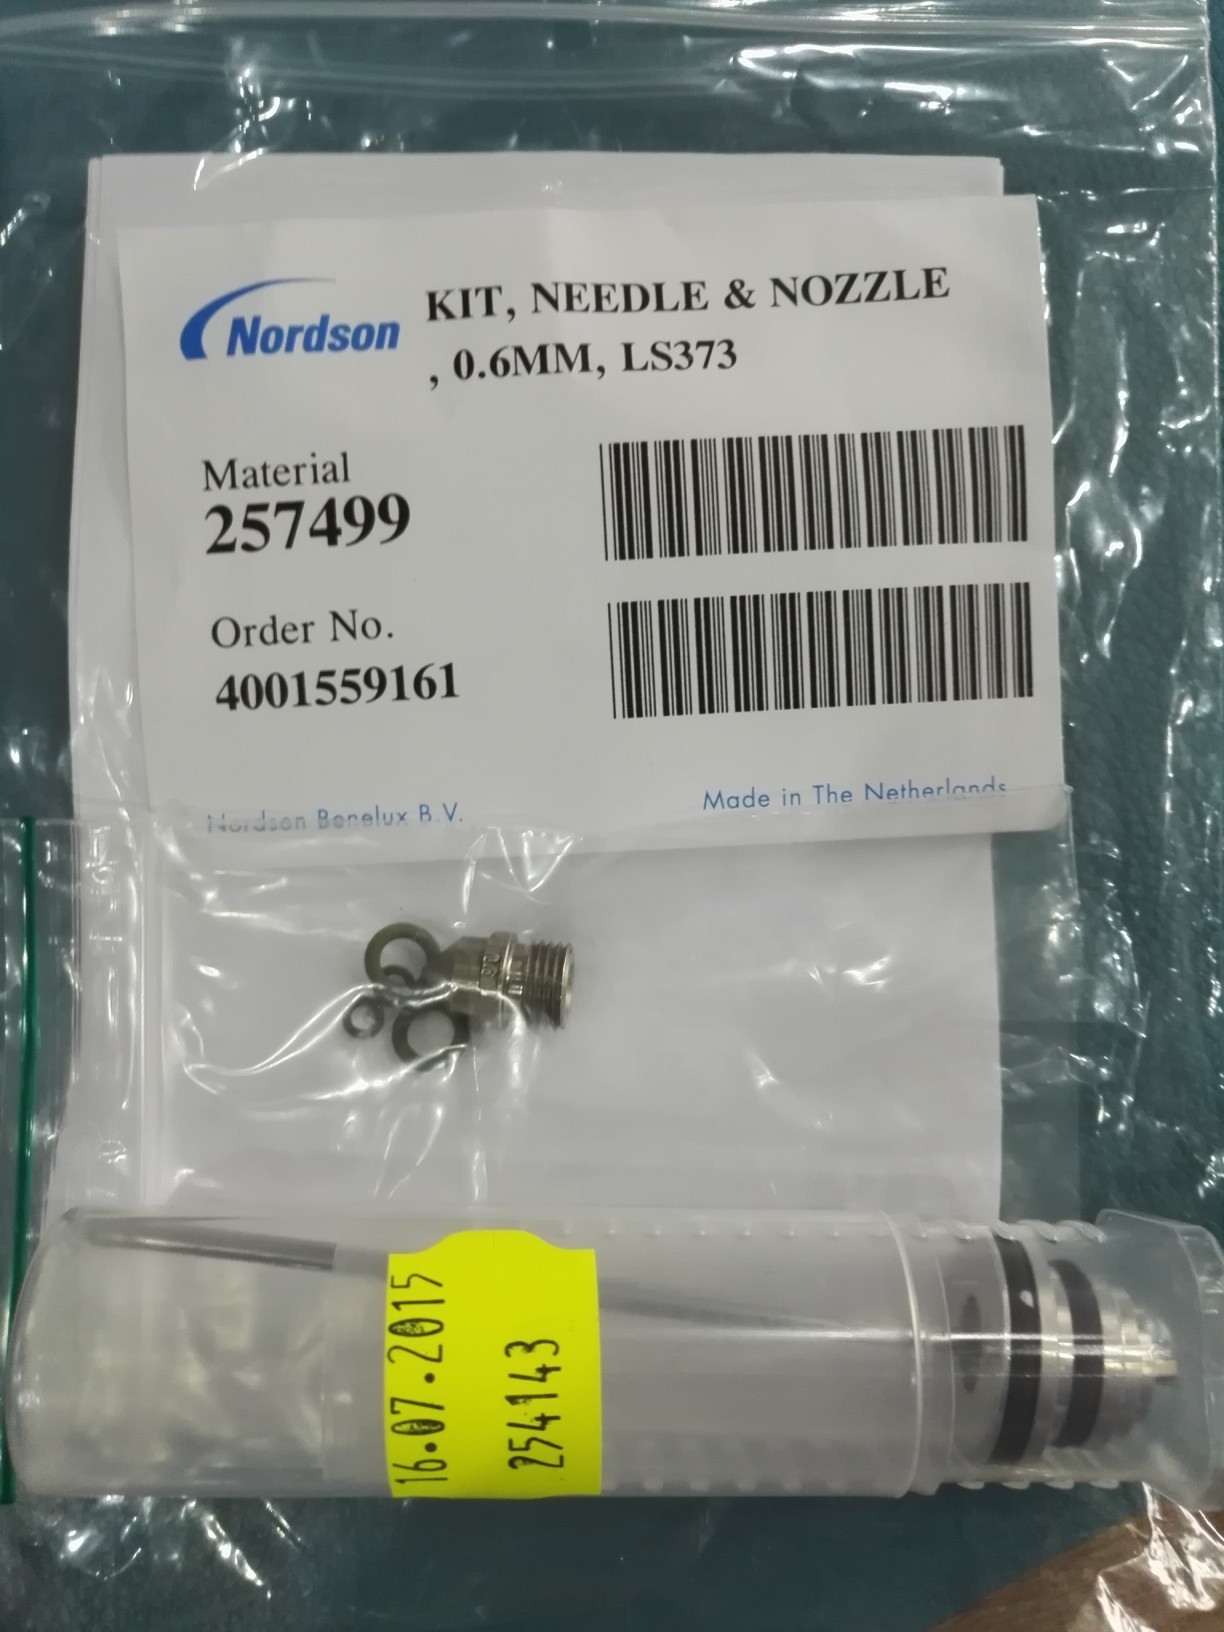 Nordson
KIT, NEEDLE & NOZZLE
, 0.6MM, LS373
Material
257499
Order No.
4001559161
Nordson Benelux B.V.
Made in The Netherlands
16.07.2015
254143